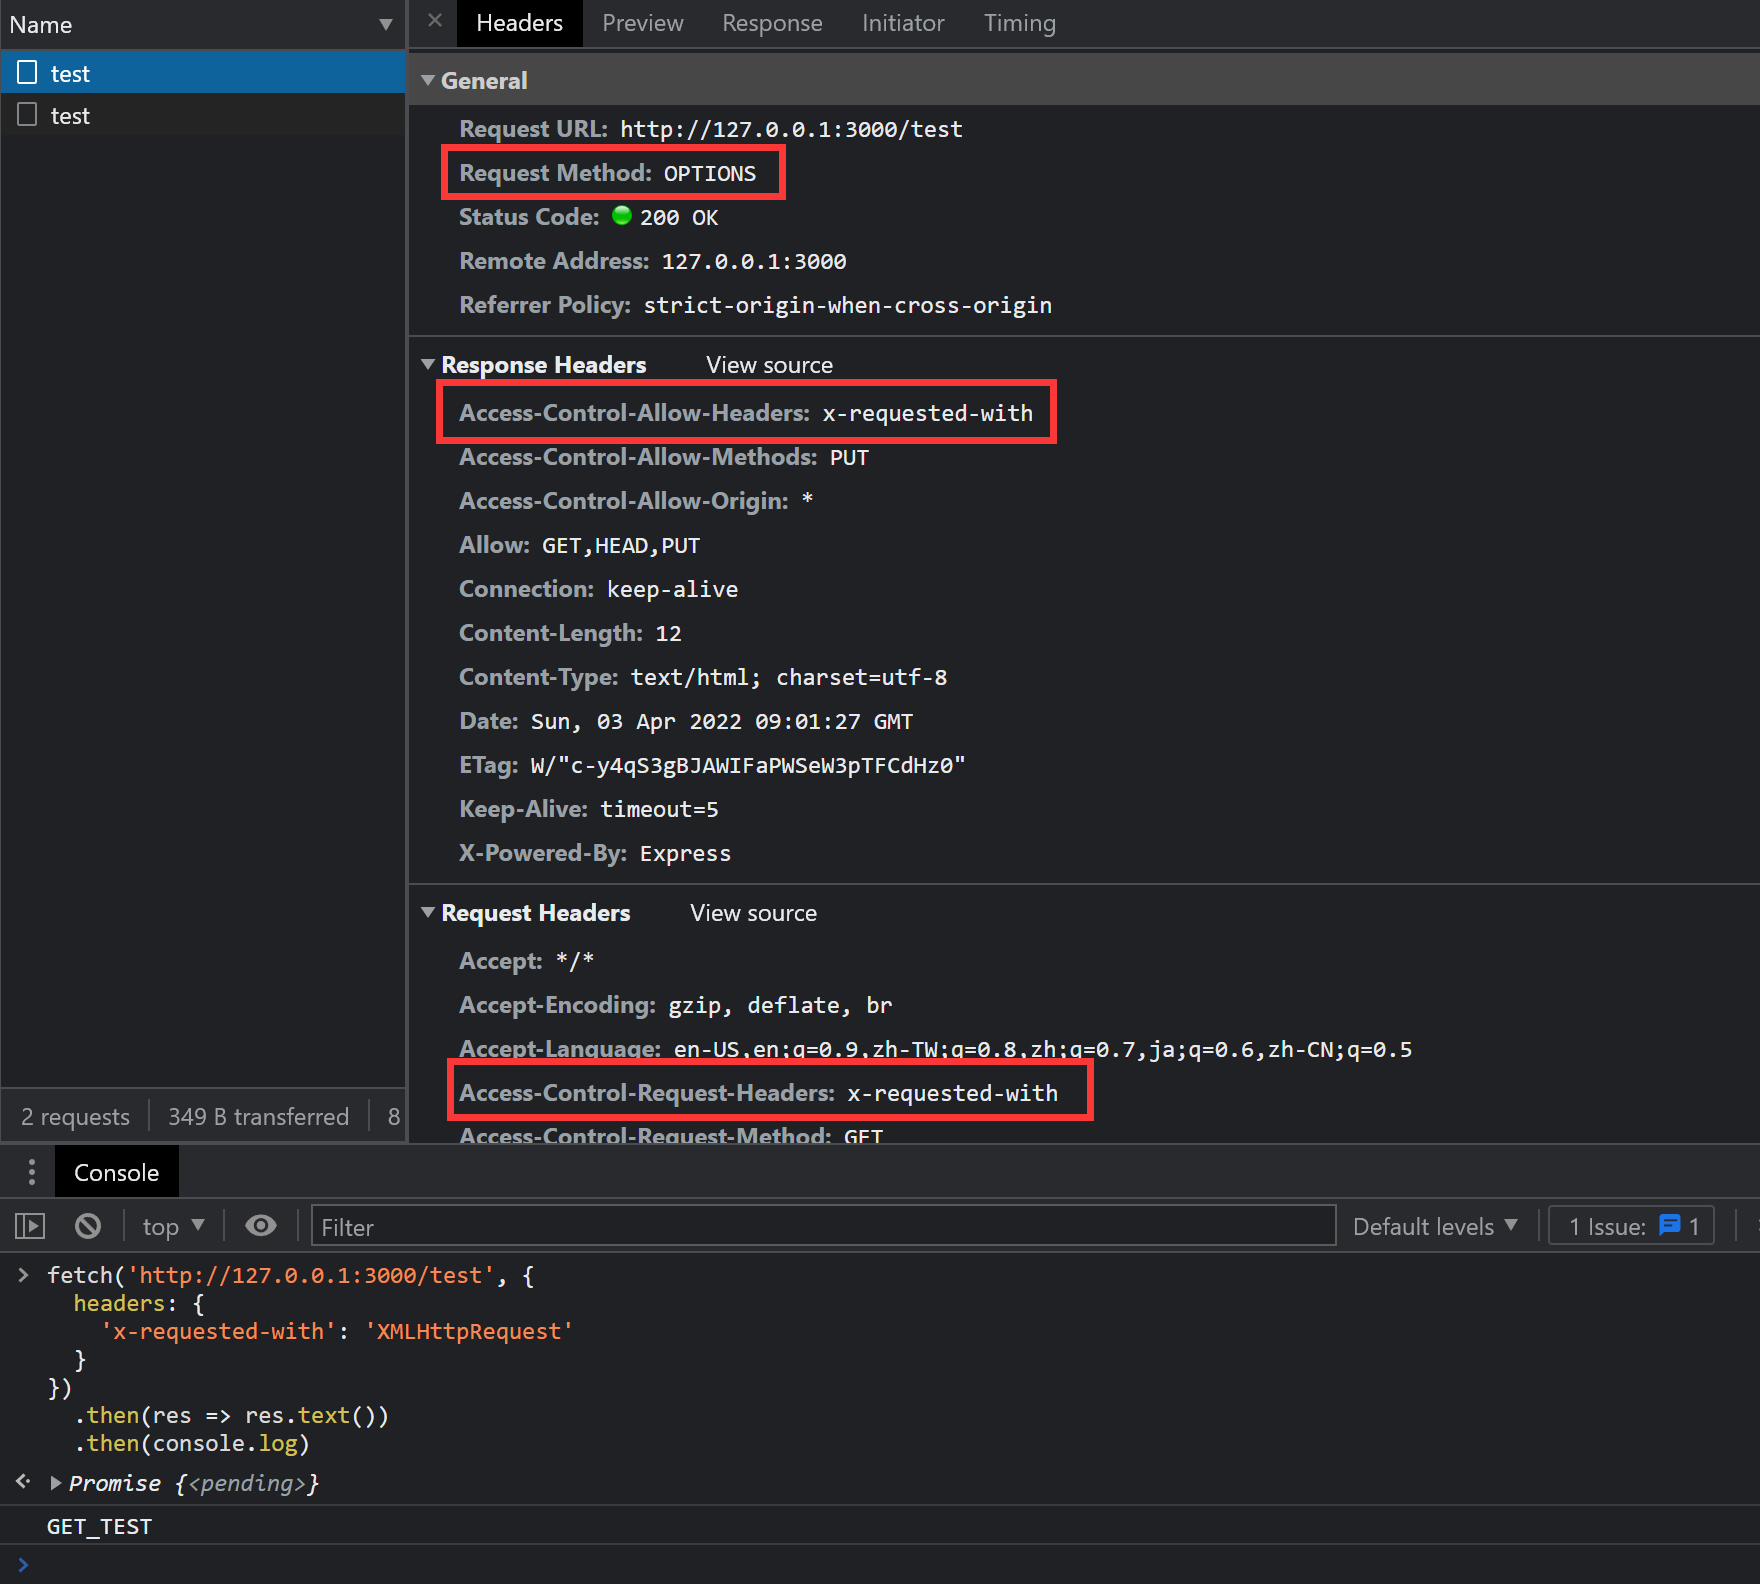 Name
test
test
2 requests 349 B transferred 8
× Headers Preview Response Initiator Timing
General
Request URL: http://127.0.0.1:3000/test
Request Method: OPTIONS
Status Code: 200 OK
Remote Address: 127.0.0.1:3000
Referrer Policy: strict-origin-when-cross-origin
Response Headers View source
Access-Control-Allow-Headers: x-requested-with
Access-Control-Allow-Methods: PUT
Access-Control-Allow-Origin: *
Allow: GET,HEAD,PUT
Connection: keep-alive
Content-Length: 12
Content-Type: text/html; charset=utf-8
Date: Sun, 03 Apr 2022 09:01:27 GMT
ETag: W/"c-y4qS3gBJAWIFaPWSeW3pTFCdHz0"
Keep-Alive: timeout=5
X-Powered-By: Express
Request Headers View source
Accept: */*
Accept-Encoding: gzip, deflate, br
Accept-Language: en-US,en;q=0.9,zh-TW;q=0.8,zh;q=0.7,ja;q=0.6,zh-CN;q=0.5
Access-Control-Request-Headers: x-requested-with
Access-Control-Request-Method: GET
Console
top Filter Default levels 1 Issue: 1
fetch('http://127.0.0.1:3000/test', {
headers: {
'x-requested-with': 'XMLHttpRequest'
}
})
.then(res => res.text())
.then(console.log)
Promise {<pending>}
GET_TEST